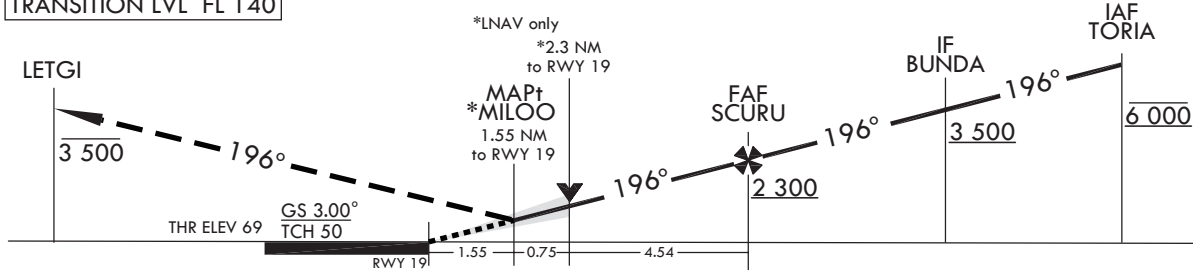 TRANSITION LVL FL 140
*LNAV only
*2.3 NM
to RWY 19
LETGI
MAPt
*MILOO
1.55 NM
to RWY 19
FAF
SCURU
IF
BUNDA
IAF
TORIA
3 500
196°
196°
2 300
196°
3 500
196°
6 000
THR ELEV 69
GS 3.00°
TCH 50
RWY 19
1.55
0.75
4.54